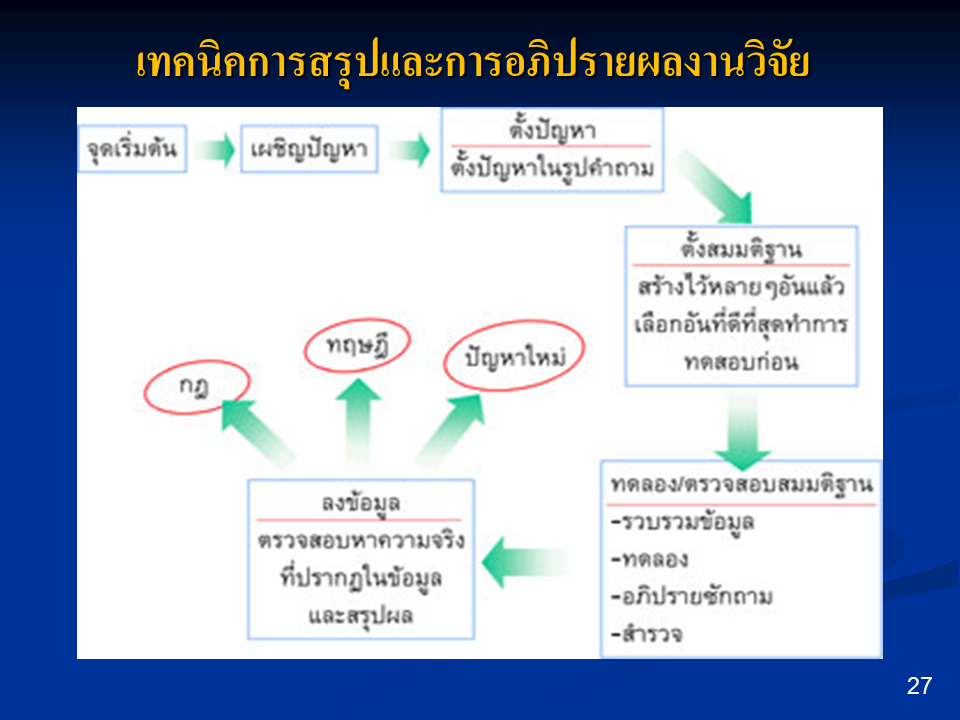 เทคนิคการสรุปและการอภิปรายผลงานวิจัย
จุดเริ่มต้น
เผชิญปัญหา
ตั้งปัญหา
ตั้งปัญหาในรูปคำถาม
ตั้งสมมติฐาน
สร้างไว้หลายๆอันแล้ว
เลือกอันที่ดีที่สุดทำการ
ทดสอบก่อน
กฎ
ทฤษฎี
ปัญหาใหม่
ทดลอง/ตรวจสอบสมมติฐาน
-รวบรวมข้อมูล
-ทดลอง
-อภิปรายซักถาม
-สำรวจ
ลงข้อมูล
ตรวจสอบหาความจริง
ที่ปรากฏในข้อมูล
และสรุปผล
27